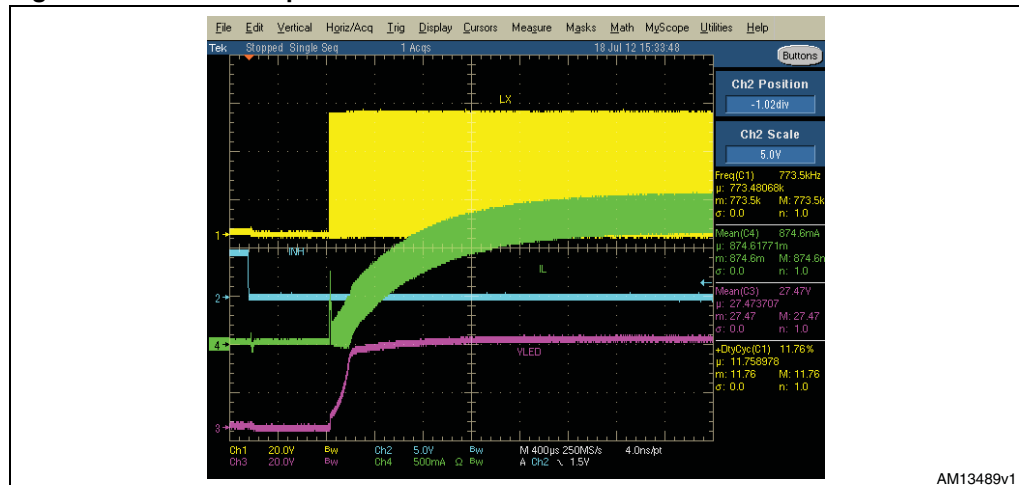 File Edit Vertical Horiz/Acq Trig Display Cursors Measure Masks Math MyScope Utilities Help
Tek Stopped Single Seq 1 Acqs 18 Jul 12 15:33:48
Buttons
Ch2 Position
-1.02div
Ch2 Scale
5.0V
LX
Freq(C1) 773.5kHz
µ: 773.48068k
m: 773.5k M: 773.5k
σ: 0.0 n: 1.0
1
Mean(C4) 874.6mA
µ: 874.61771m
m: 874.6m M: 874.6m
σ: 0.0 n: 1.0
INH
IL
2
Mean(C3) 27.47V
µ: 27.473707
m: 27.47 M: 27.47
σ: 0.0 n: 1.0
4
VLED
+DtyCyc(C1) 11.76%
µ: 11.758978
m: 11.76 M: 11.76
σ: 0.0 n: 1.0
3
Ch1 20.0V Bw Ch2 5.0V Bw M 400µs 250MS/s 4.0ns/pt
Ch3 20.0V Bw Ch4 500mA Ω Bw A Ch2 \ 1.5V
AM13489v1